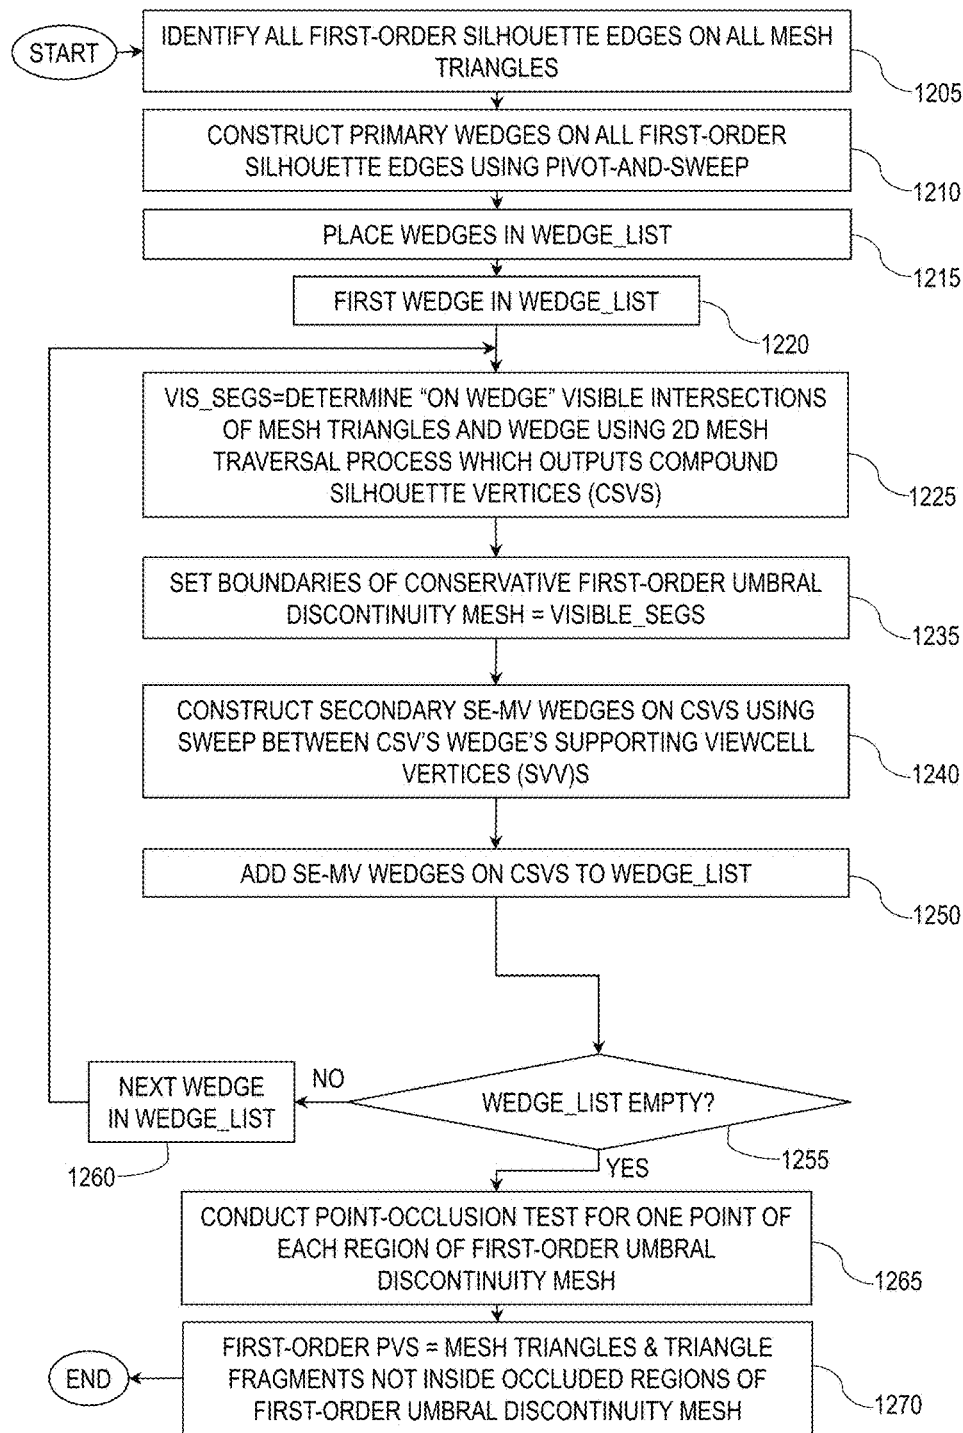 START
IDENTIFY ALL FIRST-ORDER SILHOUETTE EDGES ON ALL MESH
TRIANGLES
1205
CONSTRUCT PRIMARY WEDGES ON ALL FIRST-ORDER
SILHOUETTE EDGES USING PIVOT-AND-SWEEP
1210
PLACE WEDGES IN WEDGE_LIST
1215
FIRST WEDGE IN WEDGE_LIST
1220
VIS_SEGS=DETERMINE “ON WEDGE” VISIBLE INTERSECTIONS
OF MESH TRIANGLES AND WEDGE USING 2D MESH
TRAVERSAL PROCESS WHICH OUTPUTS COMPOUND
SILHOUETTE VERTICES (CSVS)
1225
SET BOUNDARIES OF CONSERVATIVE FIRST-ORDER UMBRAL
DISCONTINUITY MESH = VISIBLE_SEGS
1235
CONSTRUCT SECONDARY SE-MV WEDGES ON CSVS USING
SWEEP BETWEEN CSV'S WEDGE'S SUPPORTING VIEWCELL
VERTICES (SVV)S
1240
ADD SE-MV WEDGES ON CSVS TO WEDGE_LIST
1250
WEDGE_LIST EMPTY?
1255
NO
NEXT WEDGE
IN WEDGE_LIST
1260
YES
CONDUCT POINT-OCCLUSION TEST FOR ONE POINT OF
EACH REGION OF FIRST-ORDER UMBRAL
DISCONTINUITY MESH
1265
FIRST-ORDER PVS = MESH TRIANGLES & TRIANGLE
FRAGMENTS NOT INSIDE OCCLUDED REGIONS OF
FIRST-ORDER UMBRAL DISCONTINUITY MESH
1270
END